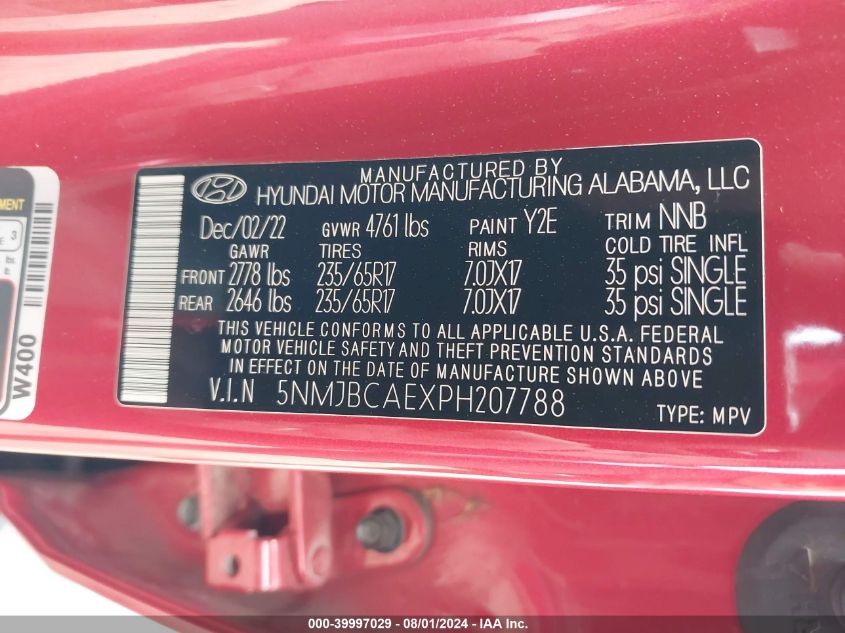 MANUFACTURED BY
HYUNDAI MOTOR MANUFACTURING ALABAMA, LLC
Dec/02/22 GVWR 4761 lbs PAINT Y2E TRIM NNB
GAWR TIRES RIMS COLD TIRE INFL
FRONT 2778 lbs 235/65R17 7.0JX17 35 psi SINGLE
REAR 2646 lbs 235/65R17 7.0JX17 35 psi SINGLE
THIS VEHICLE CONFORMS TO ALL APPLICABLE U.S.A. FEDERAL
MOTOR VEHICLE SAFETY AND THEFT PREVENTION STANDARDS
IN EFFECT ON THE DATE OF MANUFACTURE SHOWN ABOVE
V.I.N 5NMJBCAEXPH207788
TYPE: MPV
W400
000-39997029 - 08/01/2024 - IAA Inc.